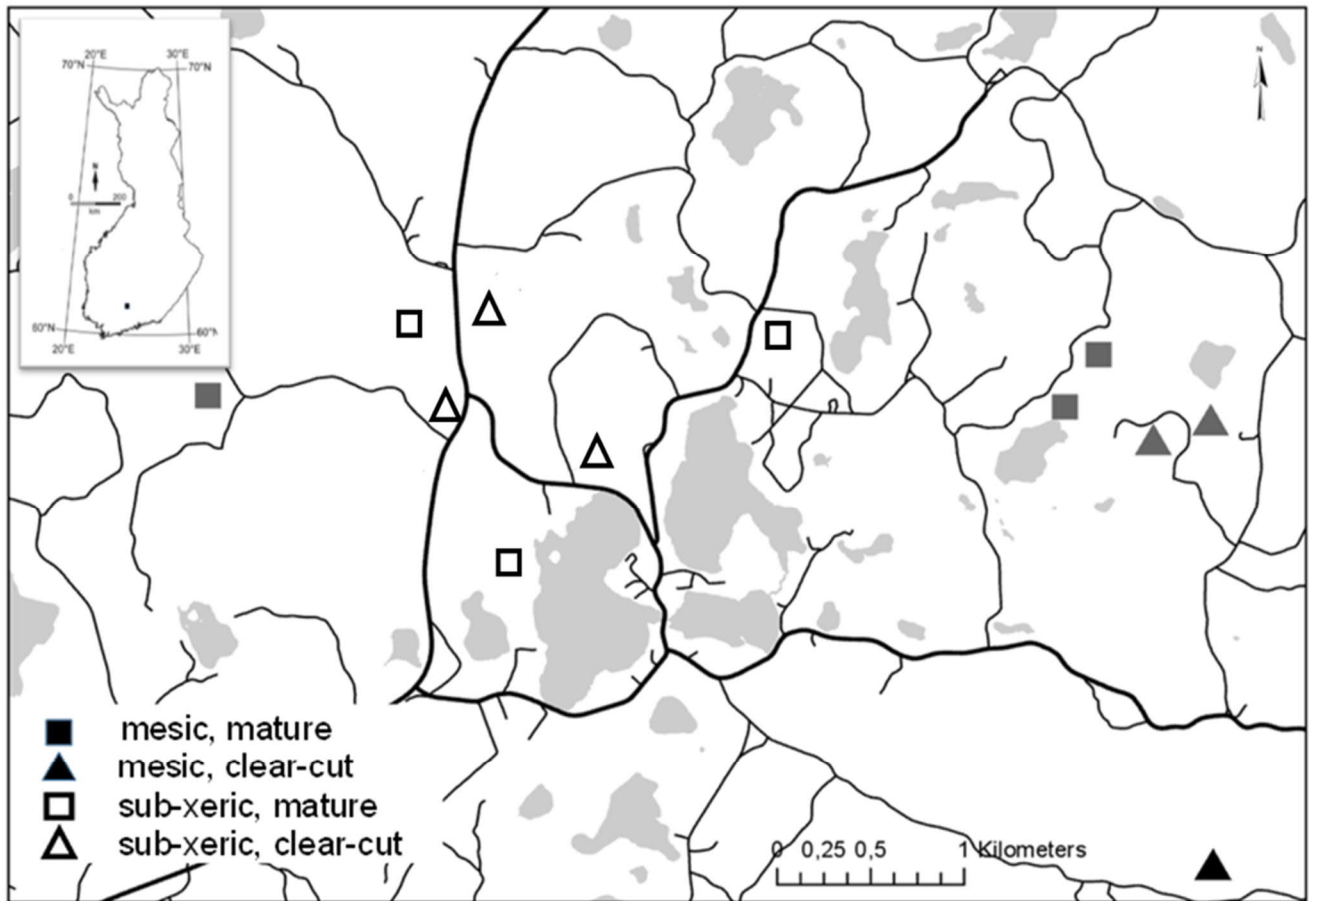 20°E 30°E
70°N 70°N
N
N
0 200
km
60°N 60°N
20°E 30°E
mesic, mature
mesic, clear-cut
sub-xeric, mature
sub-xeric, clear-cut
0 0,25 0,5 1 Kilometers